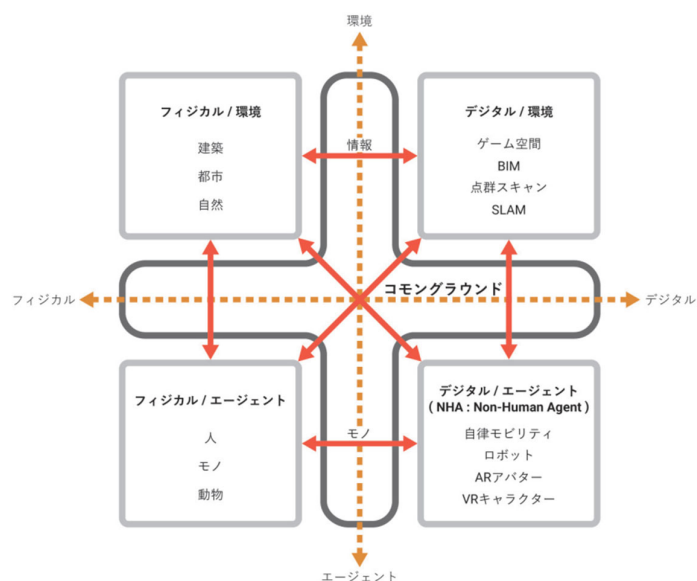 環境
フィジカル / 環境
建築
都市
自然
情報
デジタル / 環境
ゲーム空間
BIM
点群スキャン
SLAM
フィジカル
コモングラウンド
デジタル
フィジカル / エージェント
人
モノ
動物
モノ
デジタル / エージェント
( NHA : Non-Human Agent )
自律モビリティ
ロボット
ARアバター
VRキャラクター
エージェント